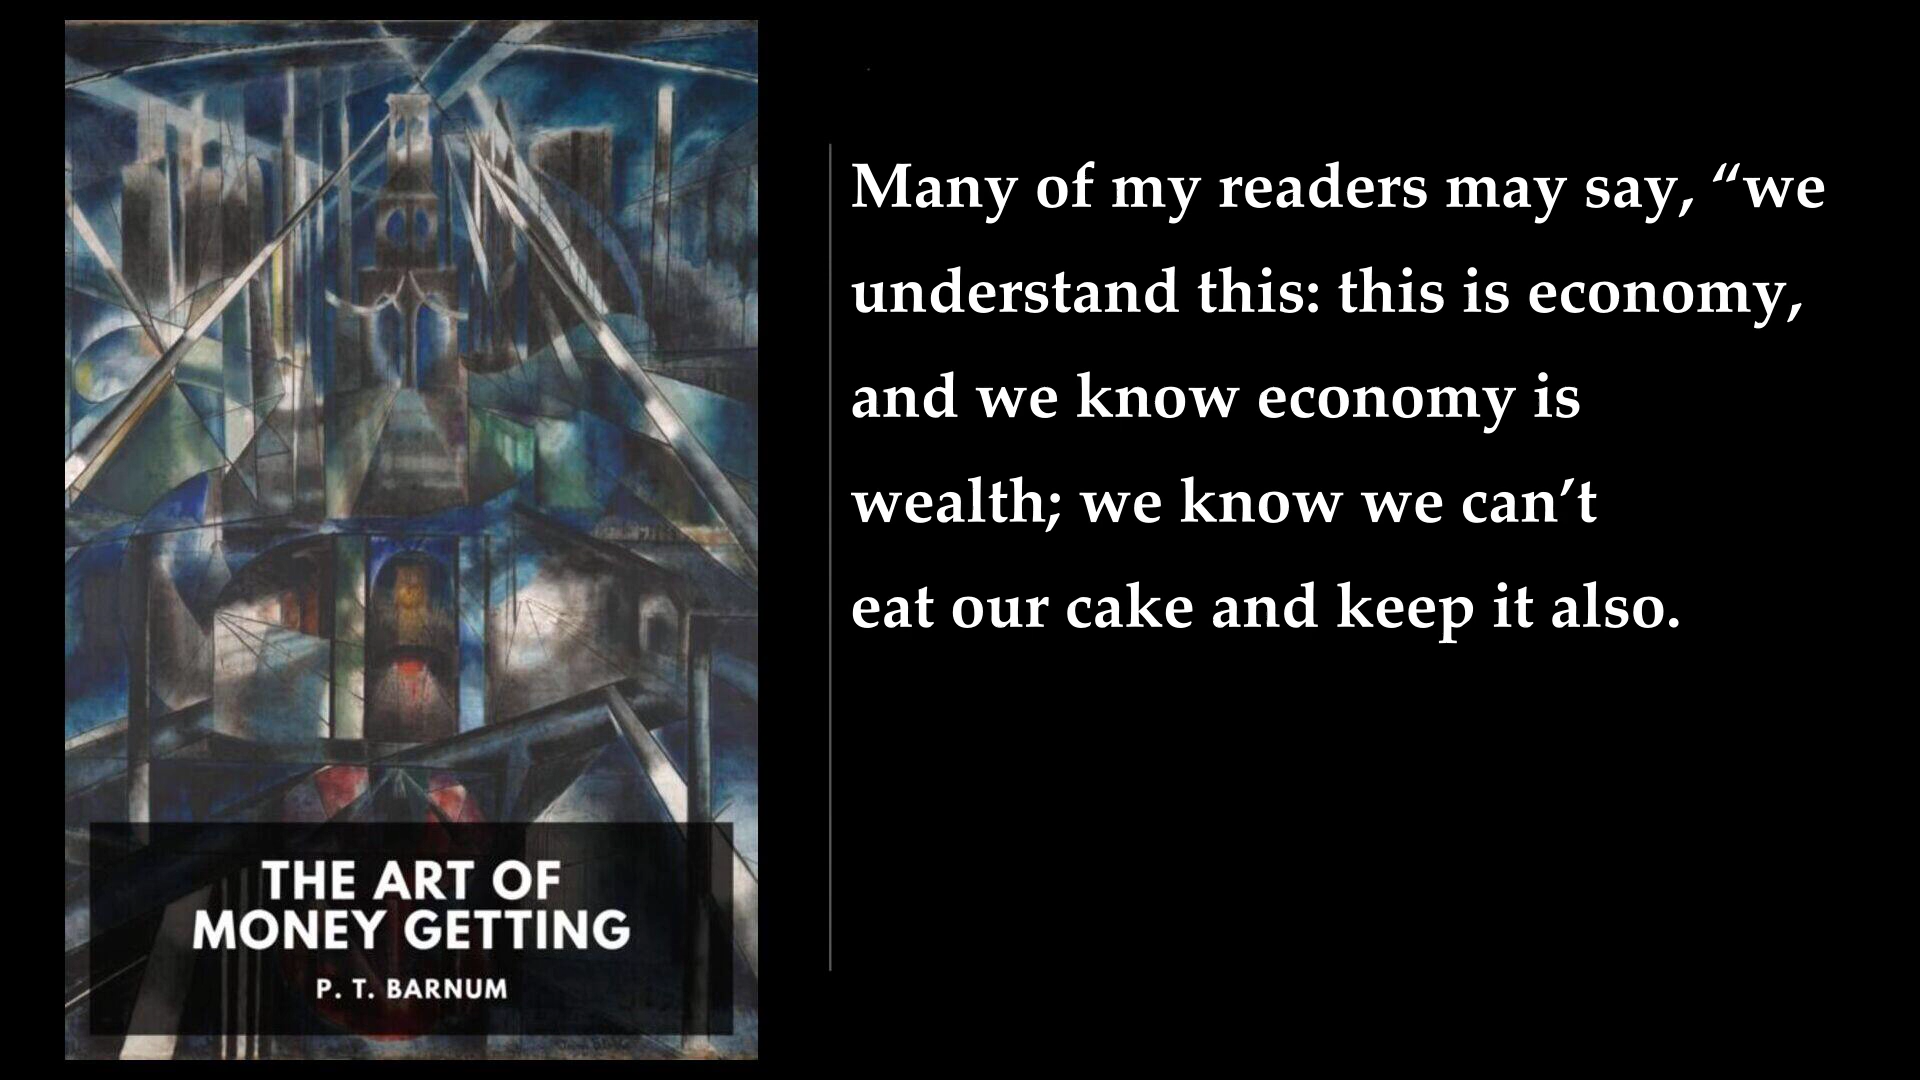 THE ART OF
MONEY GETTING
P. T. BARNUM
Many of my readers may say, “we
understand this: this is economy,
and we know economy is
wealth; we know we can’t
eat our cake and keep it also.